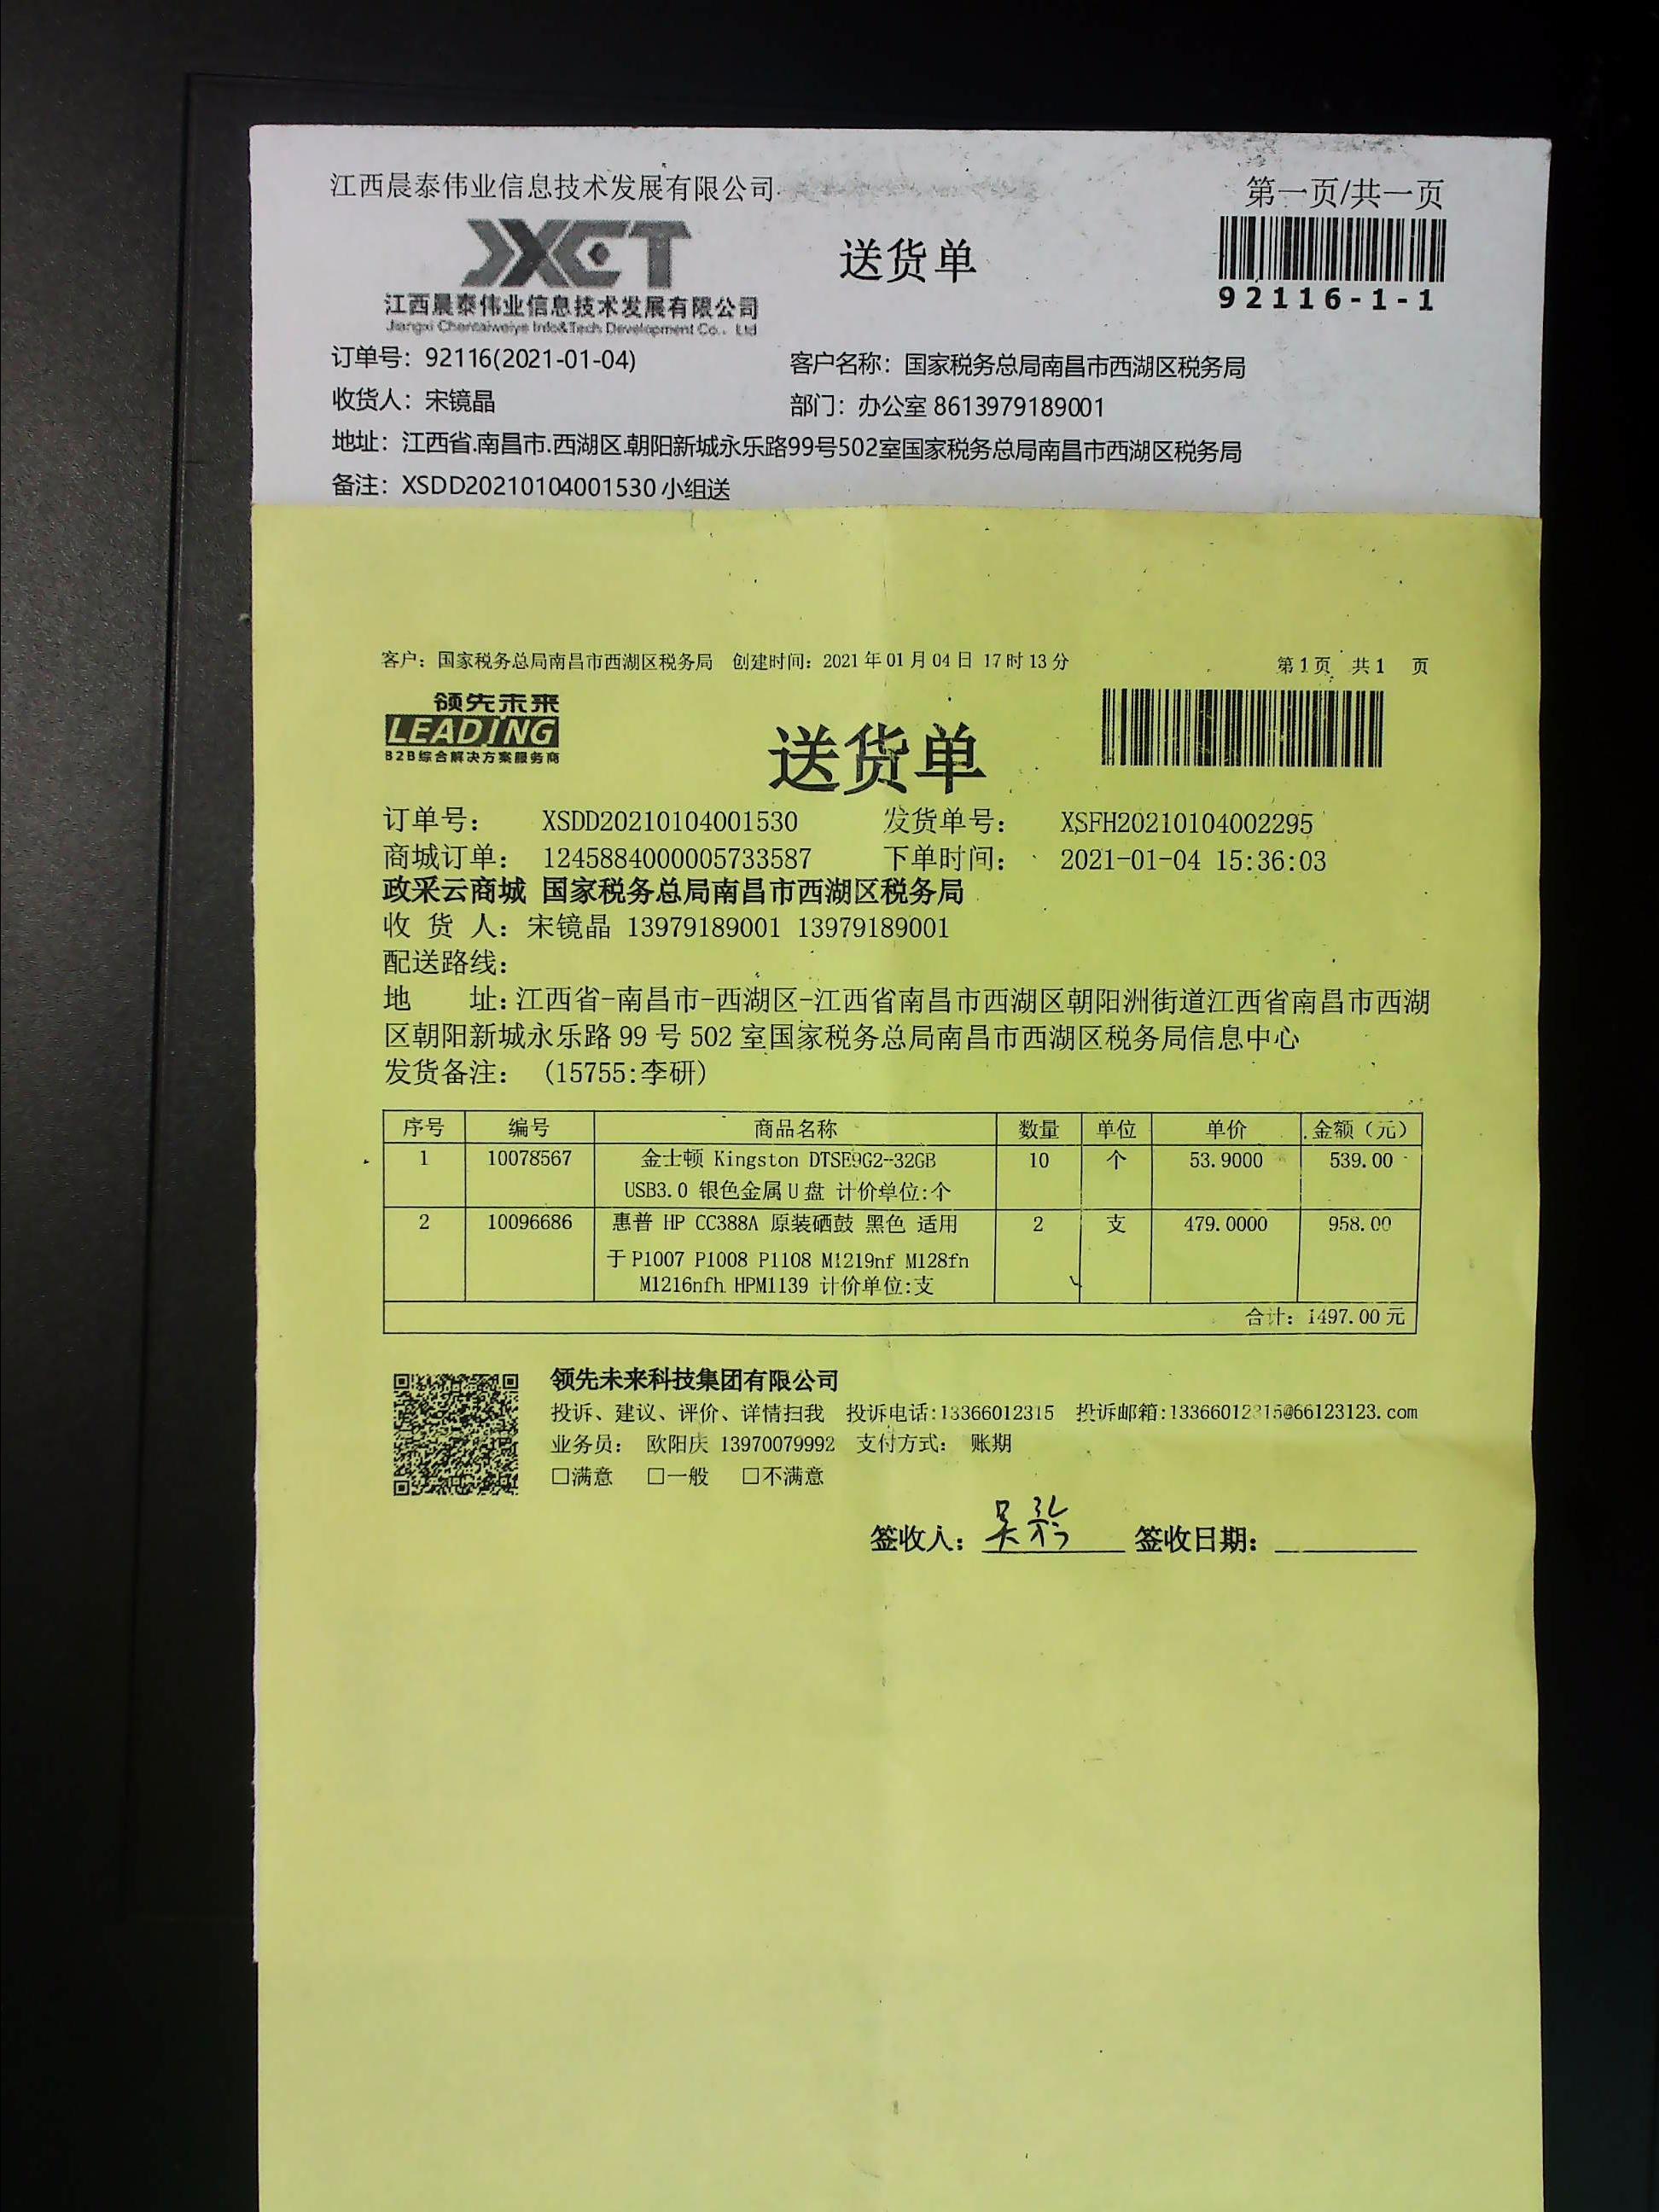 江西晨泰伟业信息技术发展有限公司
第一页/共一页
JXCT
送货单
江西晨泰伟业信息技术发展有限公司
Jiangxi Chentaiweiye Info&Tech Development Co., Ltd
92116-1-1
订单号：92116(2021-01-04)
客户名称：国家税务总局南昌市西湖区税务局
收货人：宋镜晶
部门：办公室 8613979189001
地址：江西省.南昌市.西湖区.朝阳新城永乐路99号502室国家税务总局南昌市西湖区税务局
备注：XSDD20210104001530 小组送
客户：国家税务总局南昌市西湖区税务局 创建时间：2021年01月04日 17时13分
第1页 共1 页
领先未来
LEADING
B2B综合解决方案服务商
送货单
订单号： XSDD20210104001530 发货单号： XSFH20210104002295
商城订单： 1245884000005733587 下单时间： 2021-01-04 15:36:03
政采云商城 国家税务总局南昌市西湖区税务局
收 货 人：宋镜晶 13979189001 13979189001
配送路线：
地 址：江西省-南昌市-西湖区-江西省南昌市西湖区朝阳洲街道江西省南昌市西湖
区朝阳新城永乐路 99 号 502 室国家税务总局南昌市西湖区税务局信息中心
发货备注： (15755:李研)
序号 编号 商品名称 数量 单位 单价 金额（元）
1 10078567 金士顿 Kingston DTSE9G2-32GB 10 个 53.9000 539.00
USB3.0 银色金属U盘 计价单位:个
2 10096686 惠普 HP CC388A 原装硒鼓 黑色 适用 2 支 479.0000 958.00
于 P1007 P1008 P1108 M1219nf M128fn
M1216nfh HPM1139 计价单位:支
合计：1497.00 元
领先未来科技集团有限公司
投诉、建议、评价、详情扫我 投诉电话:13366012315 投诉邮箱:13366012315@66123123.com
业务员： 欧阳庆 13970079992 支付方式： 账期
□满意 □一般 □不满意
签收人： 签收日期：